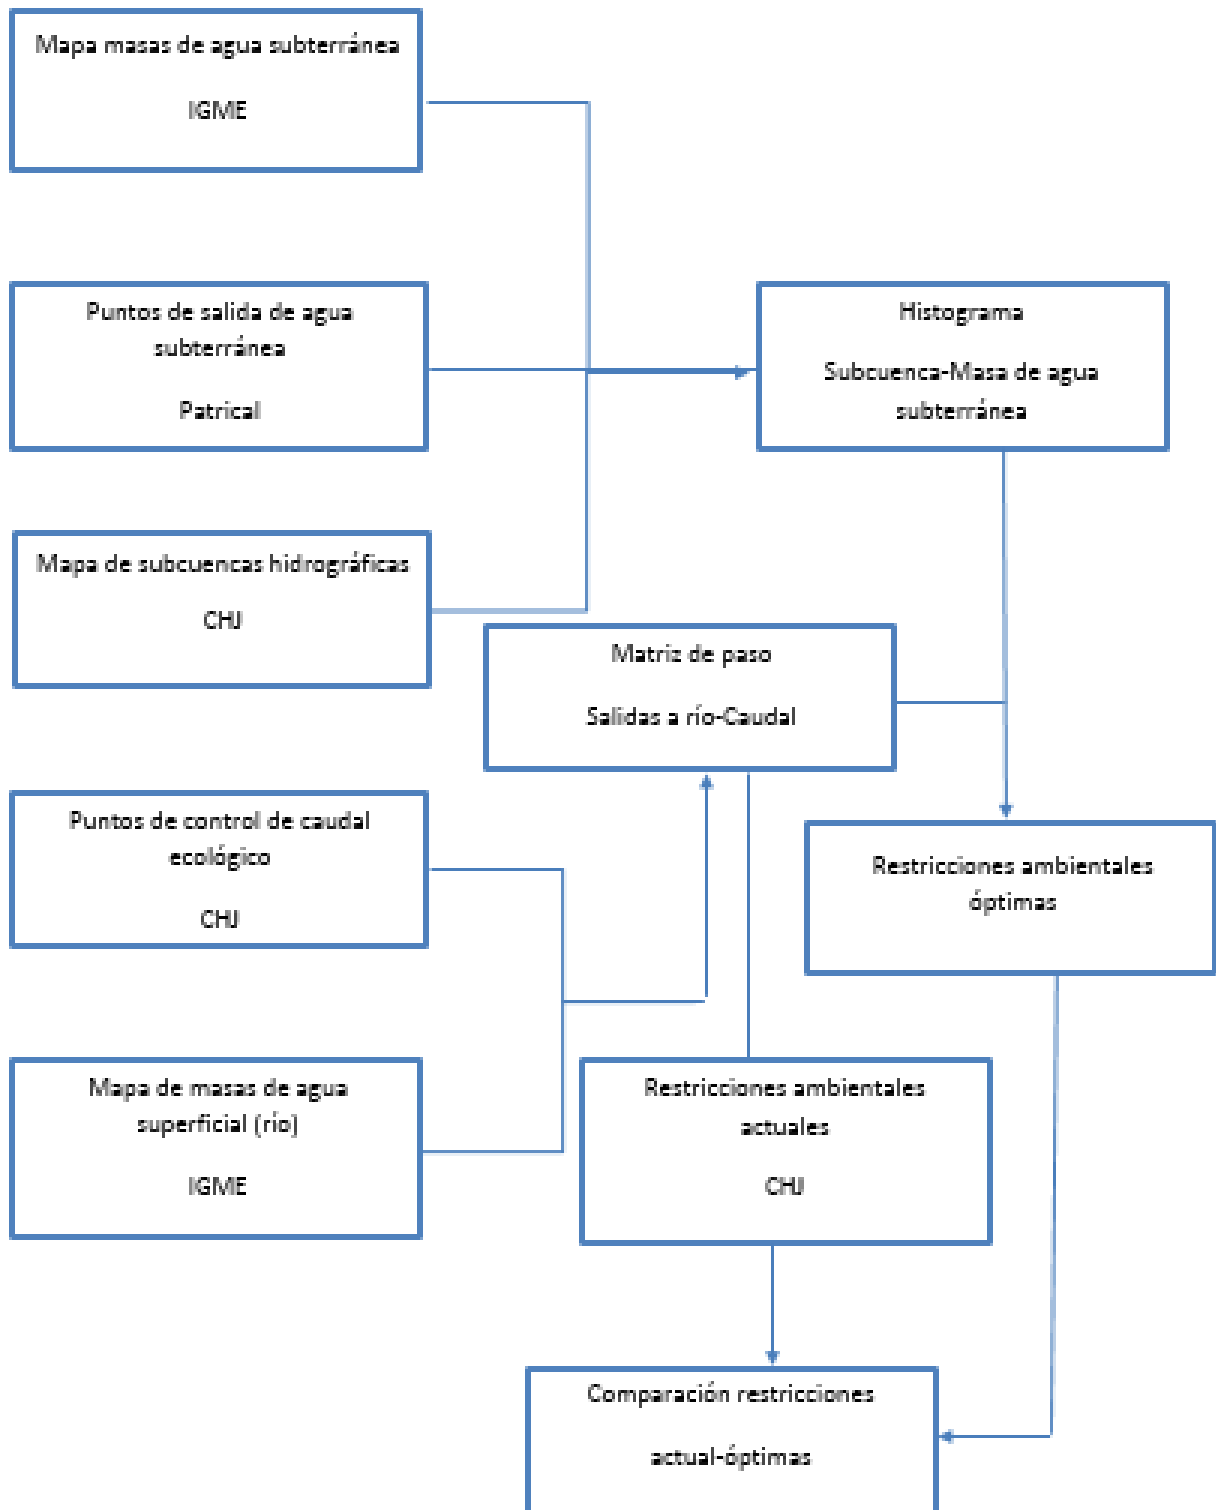 Mapa masas de agua subterránea
IGME
Puntos de salida de agua
subterránea
Patrical
Histograma
Subcuenca-Masa de agua
subterránea
Mapa de subcuencas hidrográficas
CHJ
Matriz de paso
Salidas a río-Caudal
Puntos de control de caudal
ecológico
CHJ
Restricciones ambientales
óptimas
Mapa de masas de agua
superficial (río)
IGME
Restricciones ambientales
actuales
CHJ
Comparación restricciones
actual-óptimas